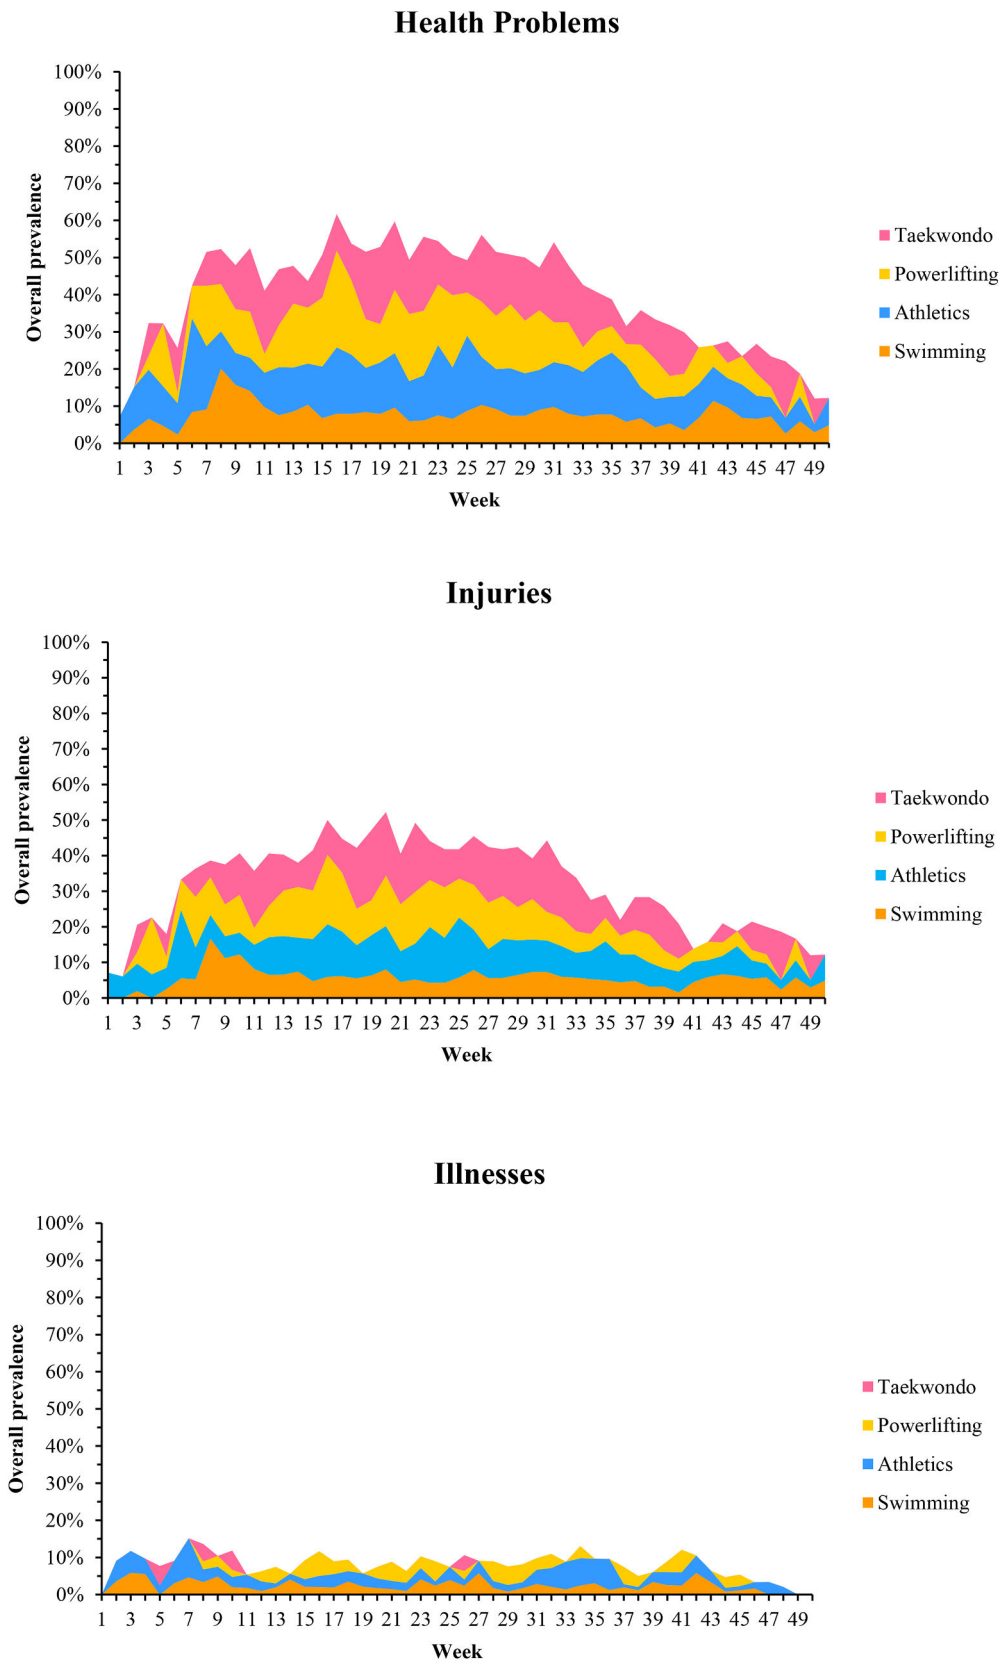 Health Problems
100%
90%
80%
70%
60%
50%
40%
30%
20%
10%
0%
Overall prevalence
1 3 5 7 9 11 13 15 17 19 21 23 25 27 29 31 33 35 37 39 41 43 45 47 49
Week
Taekwondo
Powerlifting
Athletics
Swimming
Injuries
100%
90%
80%
70%
60%
50%
40%
30%
20%
10%
0%
Overall prevalence
1 3 5 7 9 11 13 15 17 19 21 23 25 27 29 31 33 35 37 39 41 43 45 47 49
Week
Taekwondo
Powerlifting
Athletics
Swimming
Illnesses
100%
90%
80%
70%
60%
50%
40%
30%
20%
10%
0%
Overall prevalence
1 3 5 7 9 11 13 15 17 19 21 23 25 27 29 31 33 35 37 39 41 43 45 47 49
Week
Taekwondo
Powerlifting
Athletics
Swimming